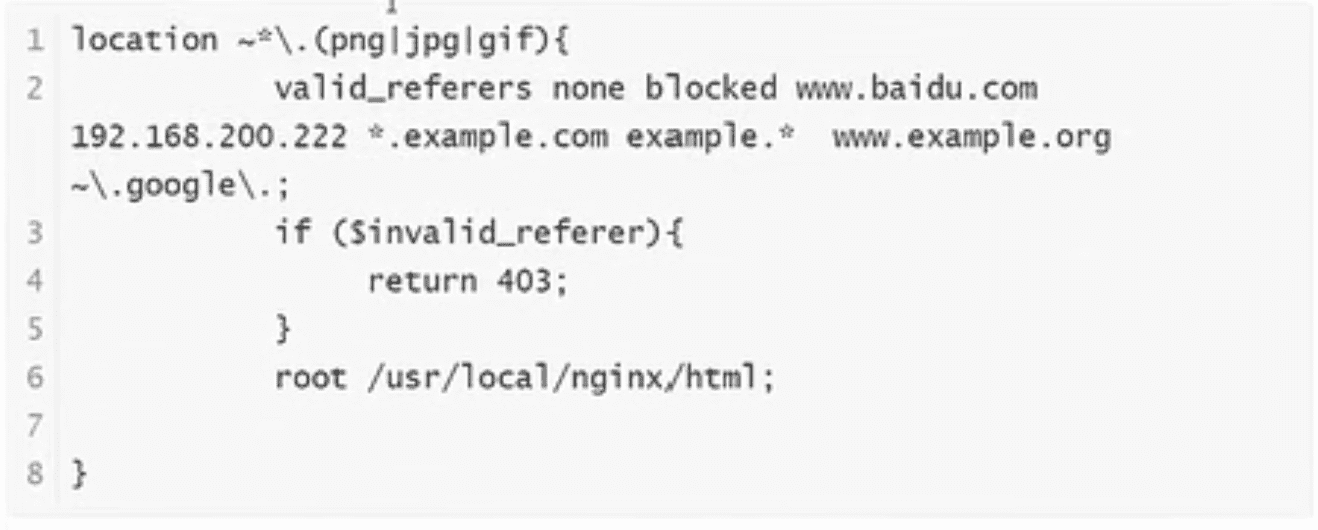 1 location ~*\.(png|jpg|gif){
2 valid_referers none blocked www.baidu.com
192.168.200.222 *.example.com example.* www.example.org
~\.google\.;
3 if ($invalid_referer){
4 return 403;
5 }
6 root /usr/local/nginx/html;
7
8 }